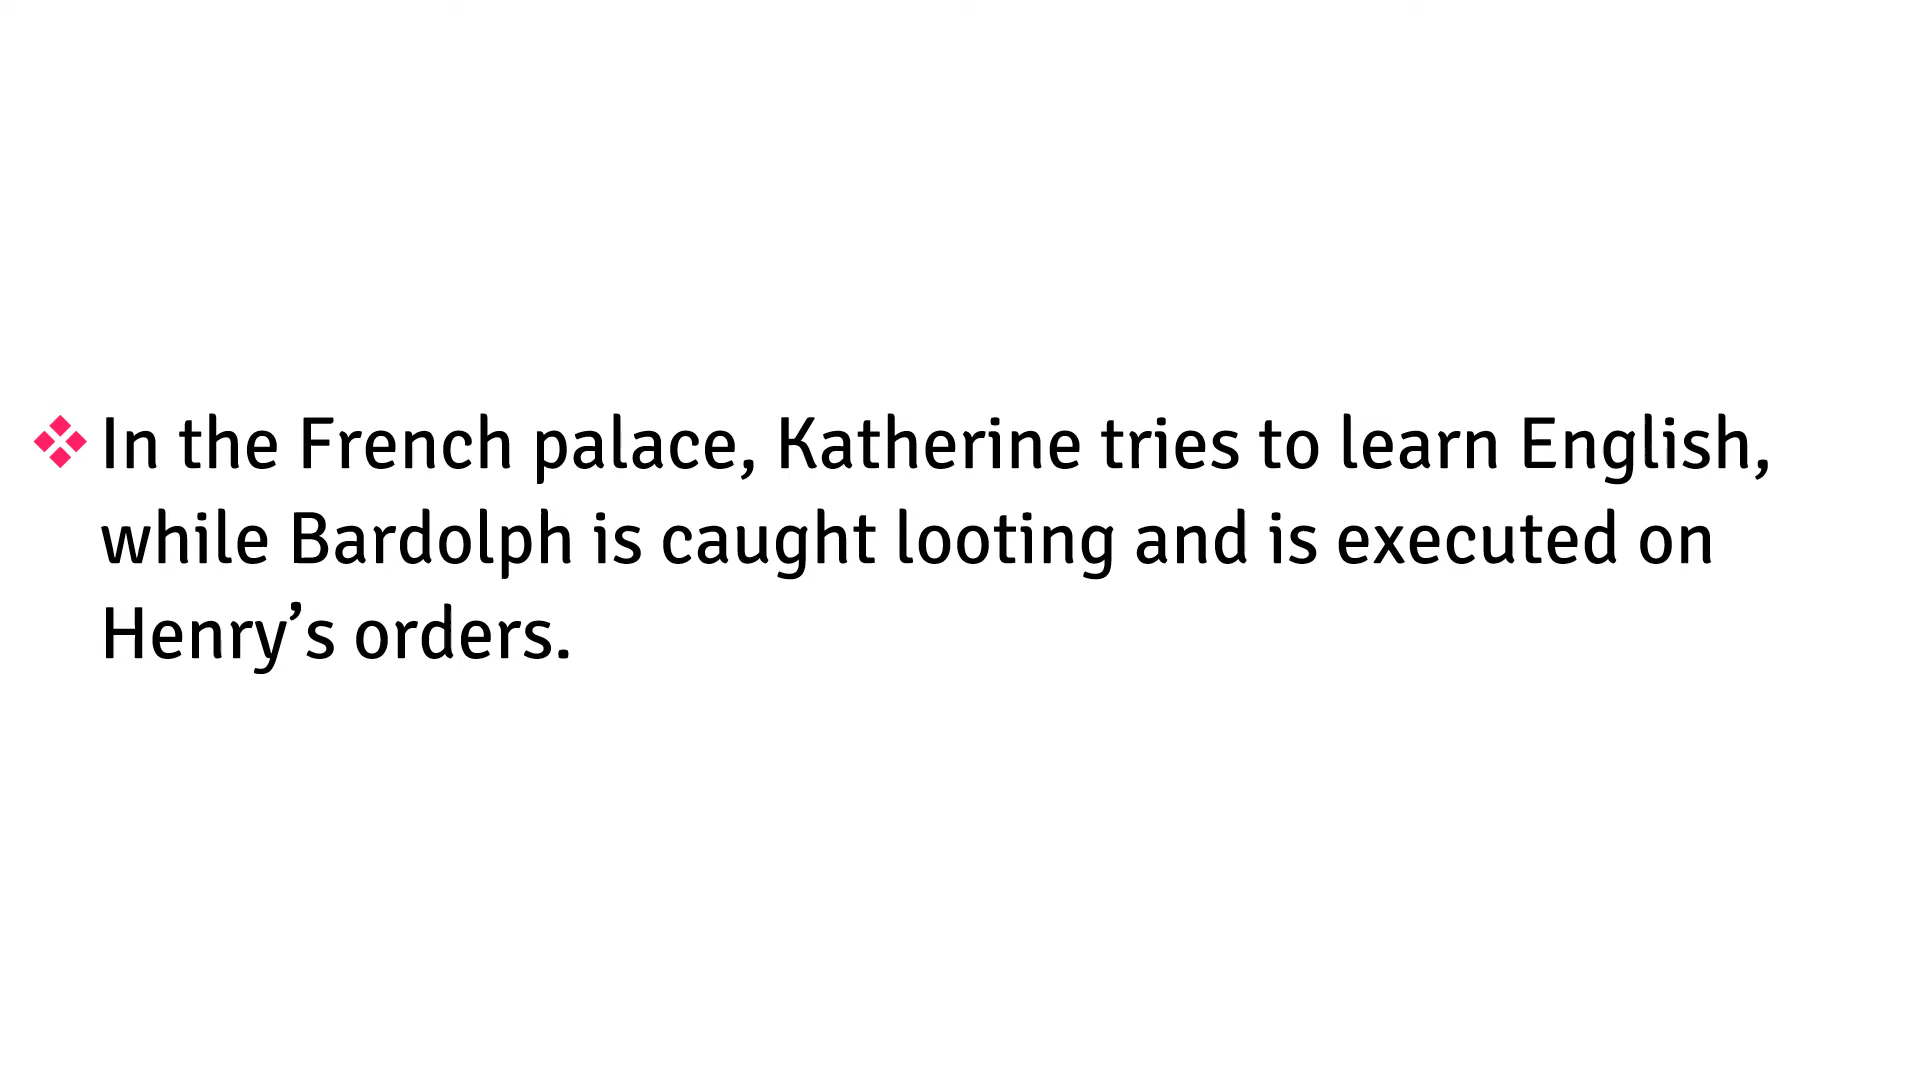 ❖In the French palace, Katherine tries to learn English,
while Bardolph is caught looting and is executed on
Henry’s orders.